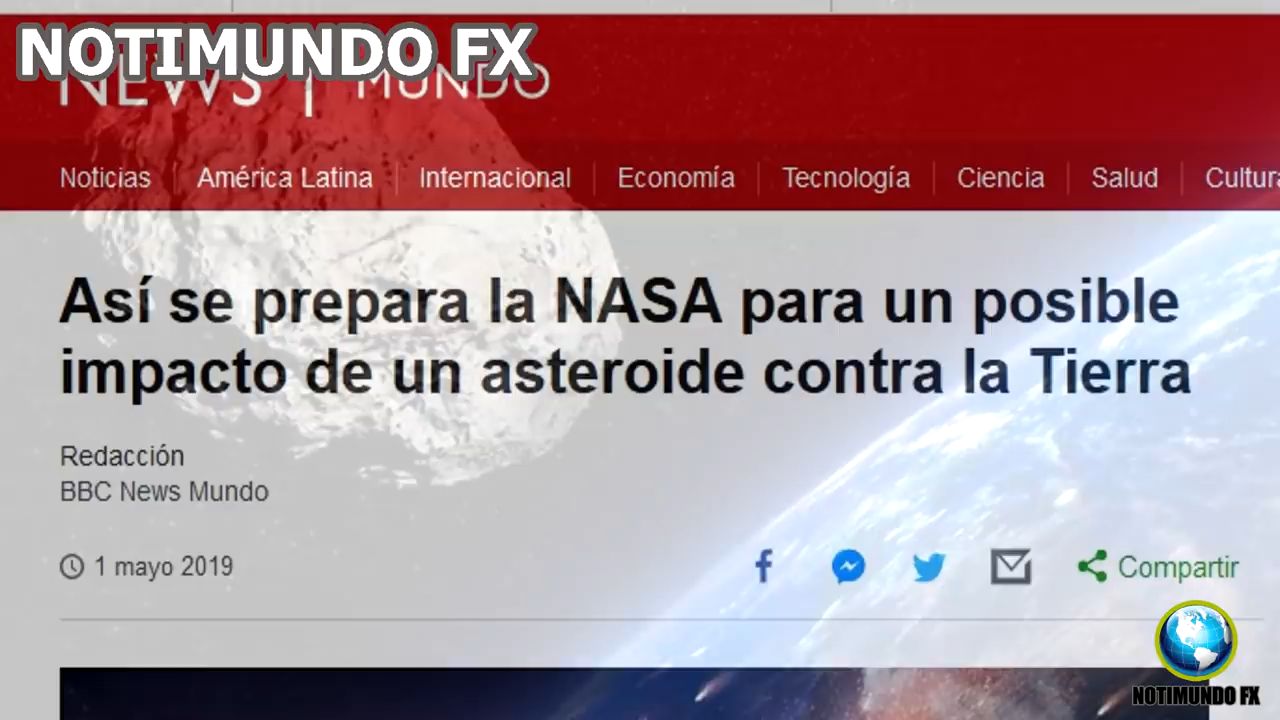 NOTIMUNDO FX
NEWS | MUNDO
Noticias | América Latina | Internacional | Economía | Tecnología | Ciencia | Salud | Cultura
Así se prepara la NASA para un posible
impacto de un asteroide contra la Tierra
Redacción
BBC News Mundo
1 mayo 2019
Compartir
NOTIMUNDO FX